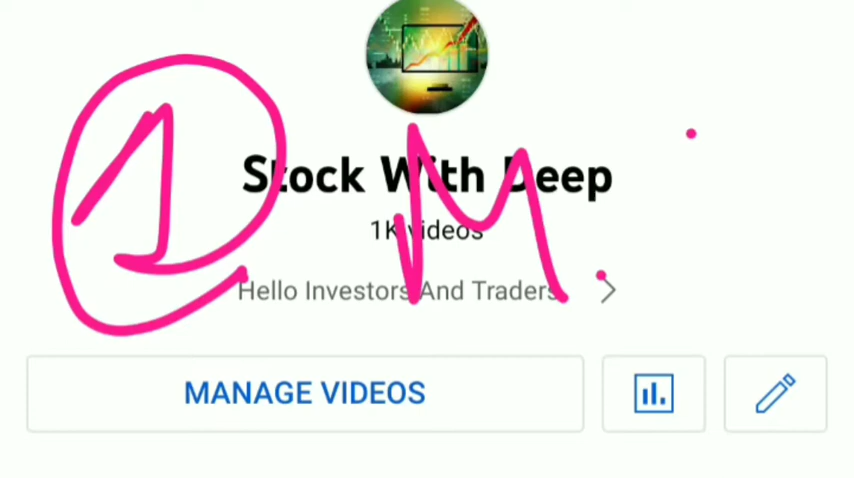 1 M
Stock With Deep
1K videos
Hello Investors And Traders
MANAGE VIDEOS